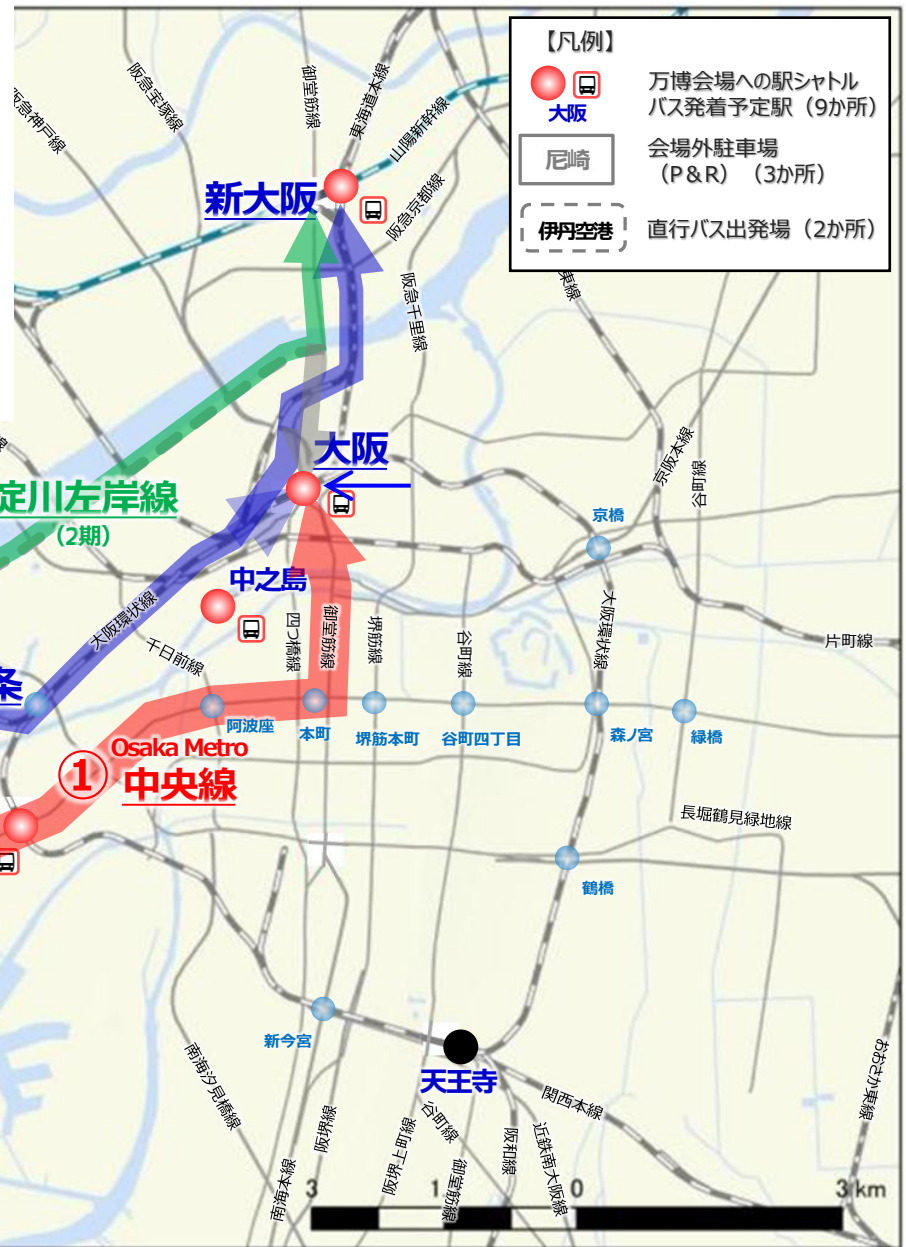 【凡例】
大阪
万博会場への駅シャトル
バス発着予定駅（9か所）
尼崎
会場外駐車場
（P&R）（3か所）
伊丹空港
直行バス出発場（2か所）
阪急神戸線
阪急宝塚線
御堂筋線
東海道本線
山陽新幹線
新大阪
阪急京都線
阪急千里線
東線
大阪
京阪本線
谷町線
淀川左岸線
(2期)
京橋
中之島
大阪環状線
千日前線
四つ橋線
御堂筋線
堺筋線
谷町線
大阪環状線
片町線
条
阿波座
本町
堺筋本町
谷町四丁目
森ノ宮
緑橋
① Osaka Metro
中央線
長堀鶴見緑地線
鶴橋
新今宮
天王寺
南海汐見橋線
関西本線
おおさか東線
南海本線
阪堺線
阪堺上町線
谷町線
御堂筋線
阪和線
近鉄南大阪線
3
1
0
3 km